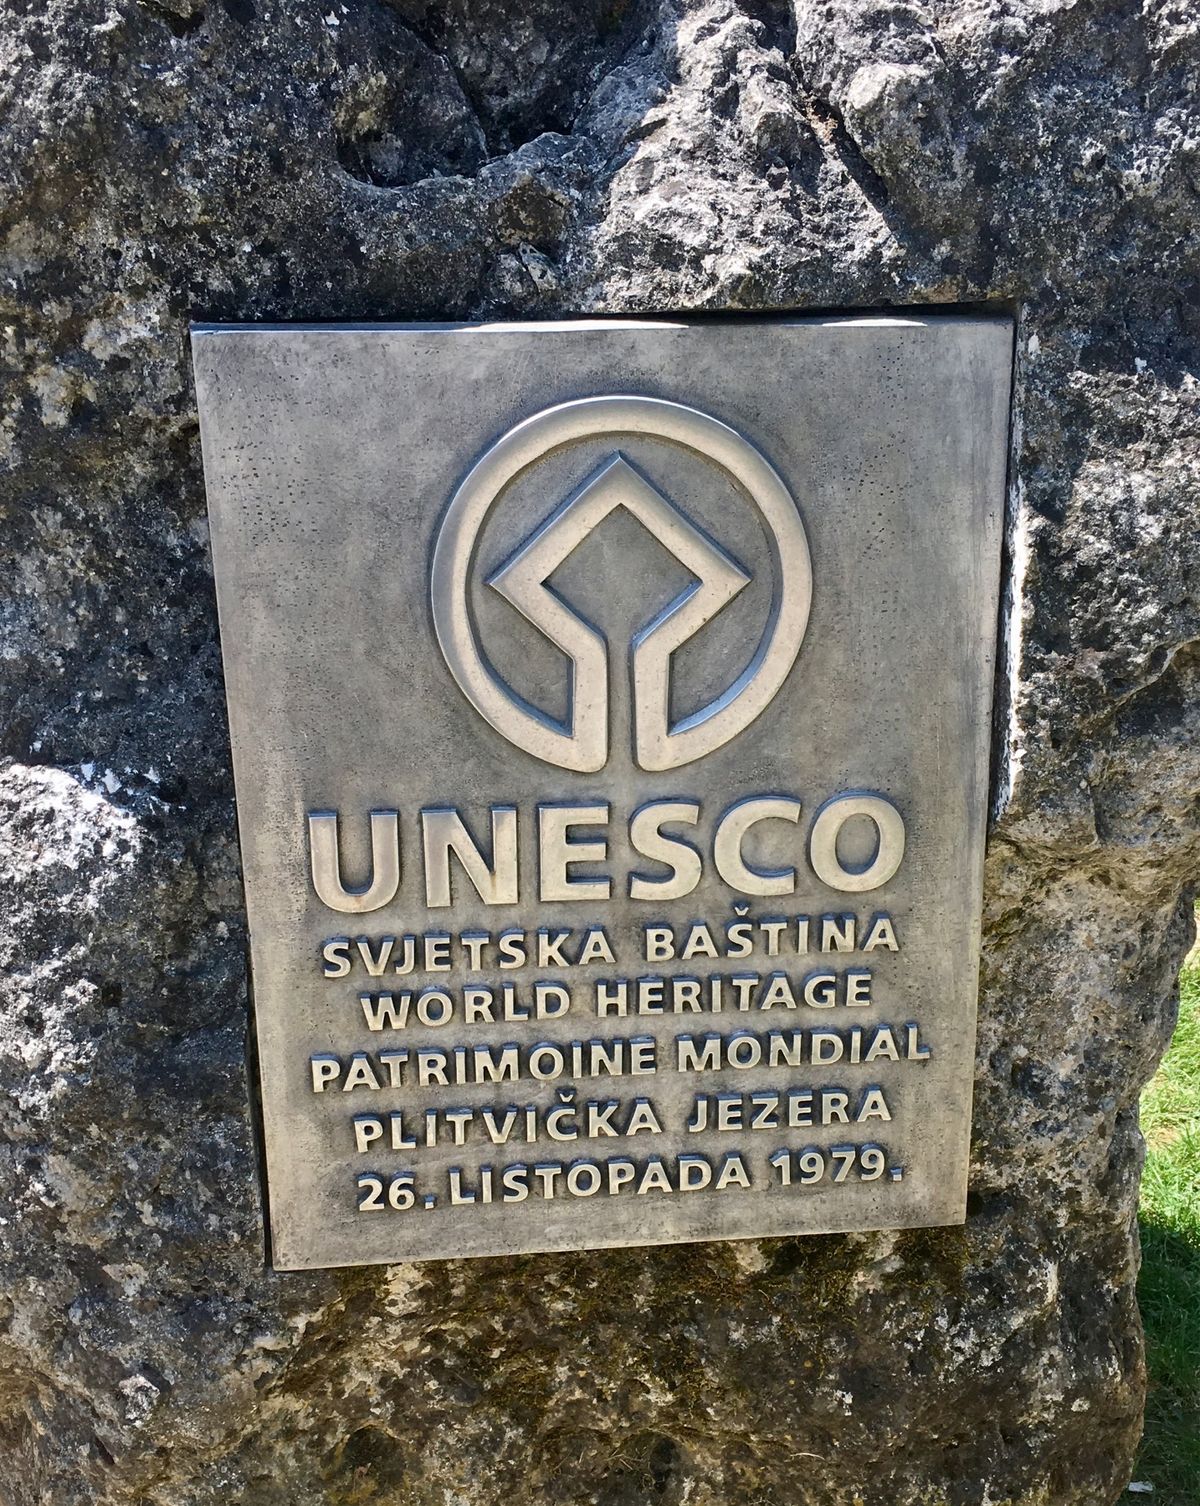 UNESCO
SVJETSKA BAŠTINA
WORLD HERITAGE
PATRIMOINE MONDIAL
PLITVIČKA JEZERA
26. LISTOPADA 1979.